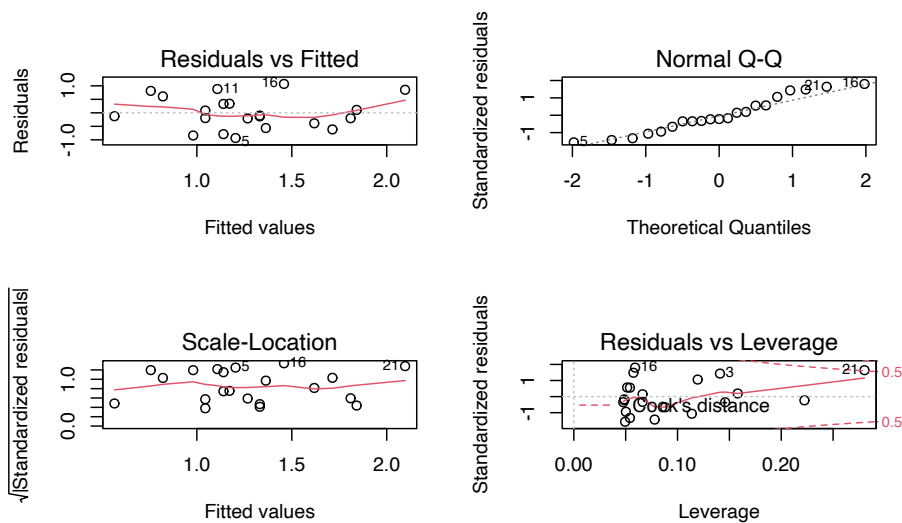 Residuals vs Fitted
Residuals
1.0
-1.0
16
11
5
1.0
1.5
2.0
Fitted values
Normal Q-Q
Standardized residuals
1
-1
21
16
5
-2
-1
0
1
2
Theoretical Quantiles
Scale-Location
√|Standardized residuals|
1.0
0.0
5
16
21
1.0
1.5
2.0
Fitted values
Residuals vs Leverage
Standardized residuals
1
-1
16
3
21
0.5
Cook's distance
0.5
0.00
0.10
0.20
Leverage